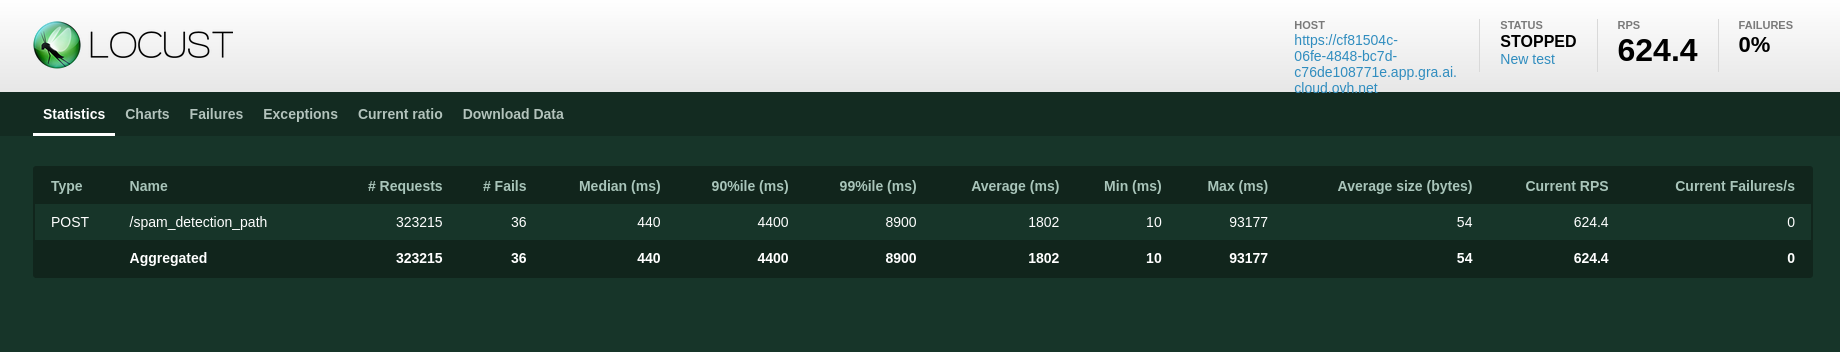 LOCUST
HOST
https://cf81504c-
06fe-4848-bc7d-
c76de108771e.app.gra.ai.
cloud.ovh.net
STATUS
STOPPED
New test
RPS
624.4
FAILURES
0%
Statistics Charts Failures Exceptions Current ratio Download Data
Type Name # Requests # Fails Median (ms) 90%ile (ms) 99%ile (ms) Average (ms) Min (ms) Max (ms) Average size (bytes) Current RPS Current Failures/s
POST /spam_detection_path 323215 36 440 4400 8900 1802 10 93177 54 624.4 0
Aggregated 323215 36 440 4400 8900 1802 10 93177 54 624.4 0